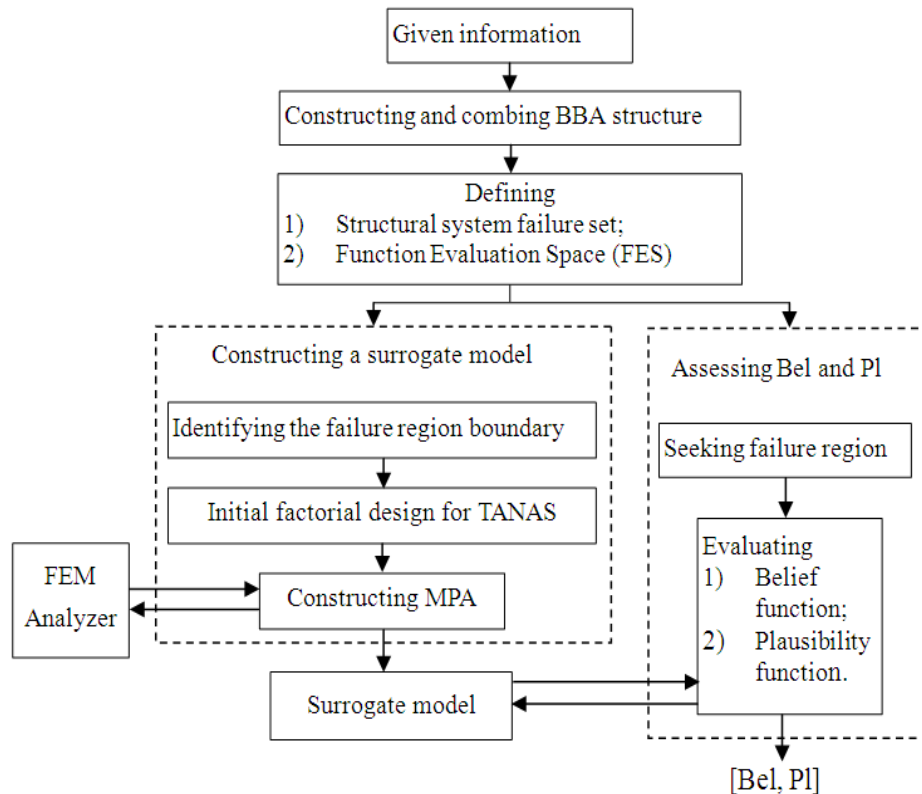 Given information
Constructing and combing BBA structure
Defining
1) Structural system failure set;
2) Function Evaluation Space (FES)
Constructing a surrogate model
Identifying the failure region boundary
Initial factorial design for TANAS
Constructing MPA
FEM
Analyzer
Surrogate model
Assessing Bel and Pl
Seeking failure region
Evaluating
1) Belief
function;
2) Plausibility
function.
[Bel, Pl]